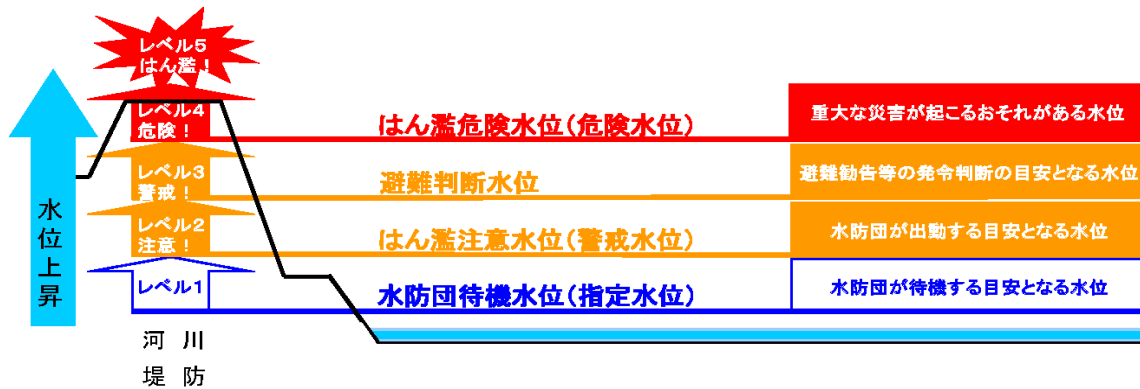 レベル5
はん濫！
レベル4
危険！
はん濫危険水位(危険水位)
重大な災害が起こるおそれがある水位
レベル3
警戒！
避難判断水位
避難勧告等の発令判断の目安となる水位
レベル2
注意！
はん濫注意水位(警戒水位)
水防団が出動する目安となる水位
レベル1
水防団待機水位(指定水位)
水防団が待機する目安となる水位
水位上昇
河川
堤防